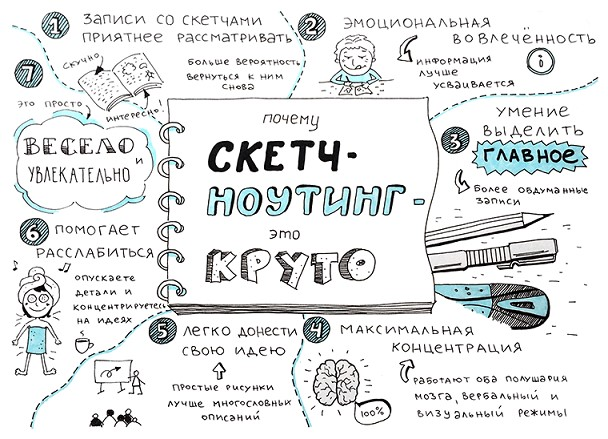 почему
СКЕТЧ-
НОУТИНГ-
это
КРУТО
1 ЗАПИСИ СО СКЕТЧАМИ
ПРИЯТНЕЕ РАССМАТРИВАТЬ
скучно
интересно!
больше вероятность
вернуться к ним
снова
2 ЭМОЦИОНАЛЬНАЯ
ВОВЛЕЧЁННОСТЬ
информация
лучше
усваивается
i
3 УМЕНИЕ
ВЫДЕЛИТЬ
ГЛАВНОЕ
более обдуманные
записи
4 МАКСИМАЛЬНАЯ
КОНЦЕНТРАЦИЯ
100%
работают оба полушария
мозга, вербальный и
визуальный режимы
5 ЛЕГКО ДОНЕСТИ
СВОЮ ИДЕЮ
простые рисунки
лучше многословных
описаний
6 ПОМОГАЕТ
РАССЛАБИТЬСЯ
опускаете
детали и
концентрируетесь
на идеях
7
это просто
ВЕСЕЛО
И
УВЛЕКАТЕЛЬНО